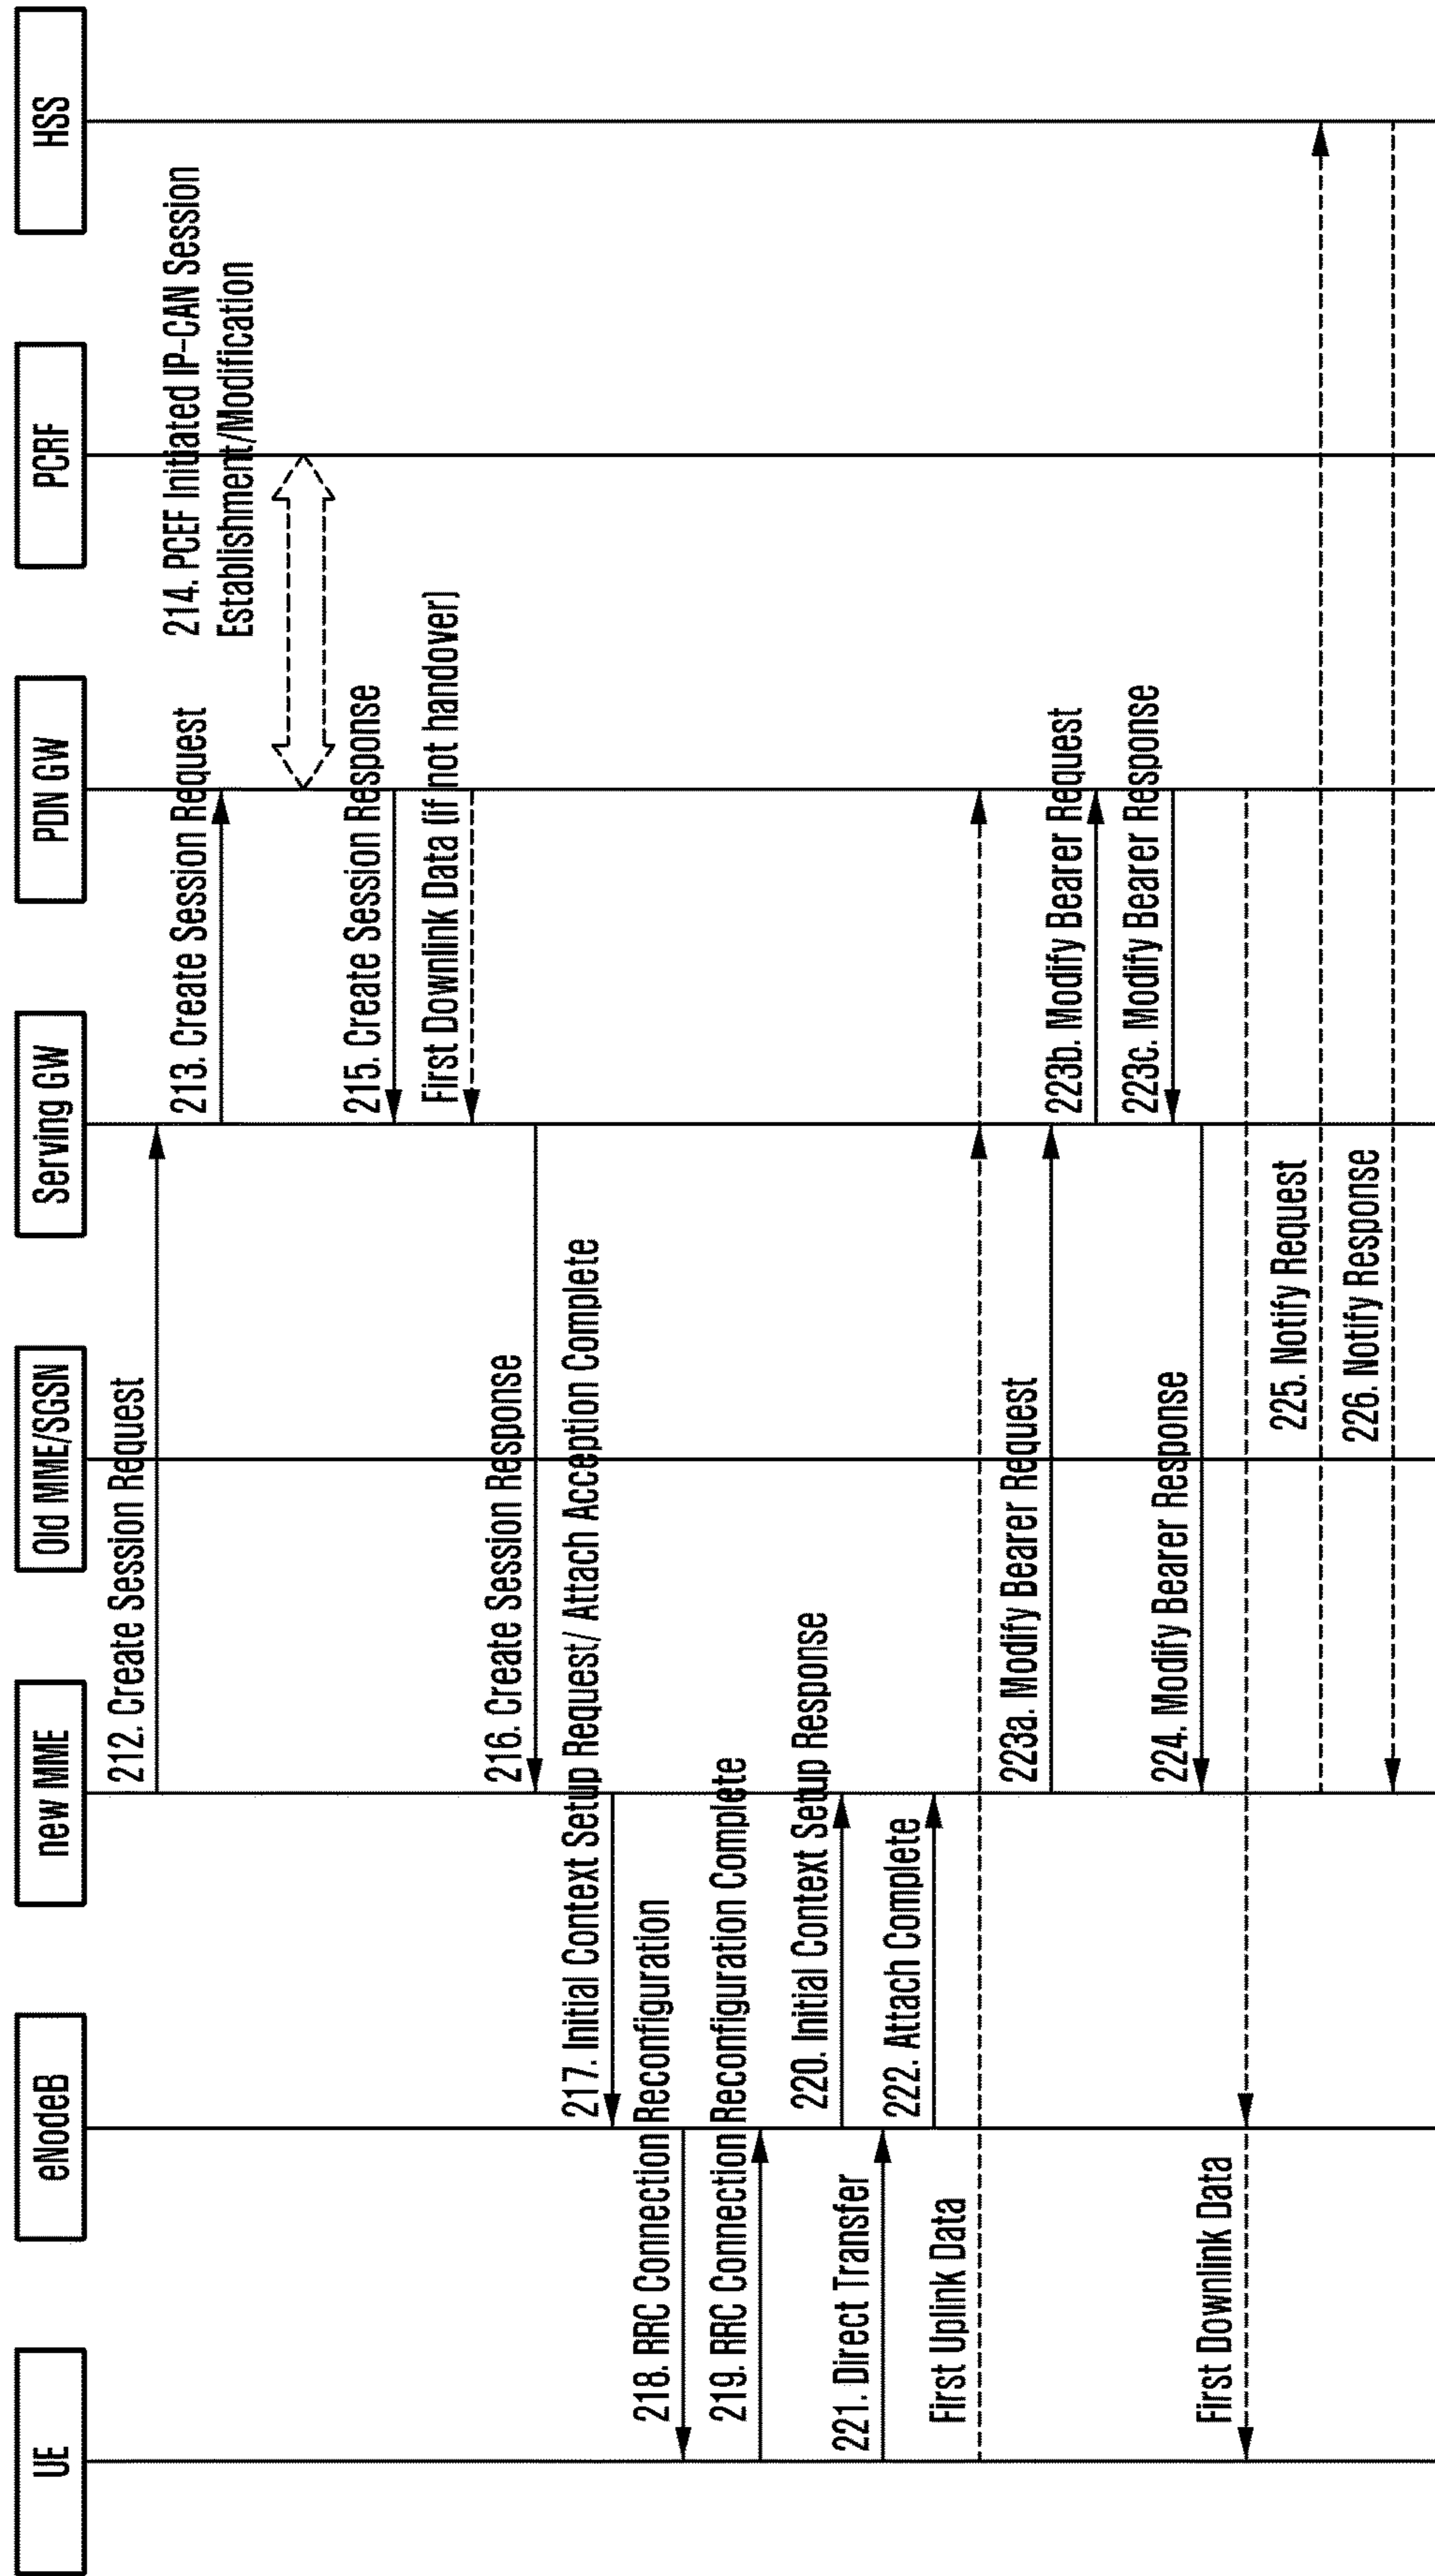 UE
eNodeB
new MME
Old MME/SGSN
Serving GW
PDN GW
PCRF
HSS
212. Create Session Request
213. Create Session Request
214. PCEF Initiated IP-CAN Session
Establishment/Modification
215. Create Session Response
First Downlink Data (if not handover)
216. Create Session Response
217. Initial Context Setup Request/ Attach Acception Complete
218. RRC Connection Reconfiguration
219. RRC Connection Reconfiguration Complete
220. Initial Context Setup Response
221. Direct Transfer
222. Attach Complete
First Uplink Data
223a. Modify Bearer Request
223b. Modify Bearer Request
223c. Modify Bearer Response
224. Modify Bearer Response
First Downlink Data
225. Notify Request
226. Notify Response